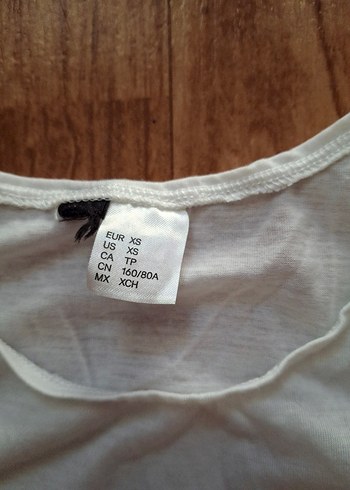 EUR XS
US XS
CA TP
CN 160/80A
MX XCH